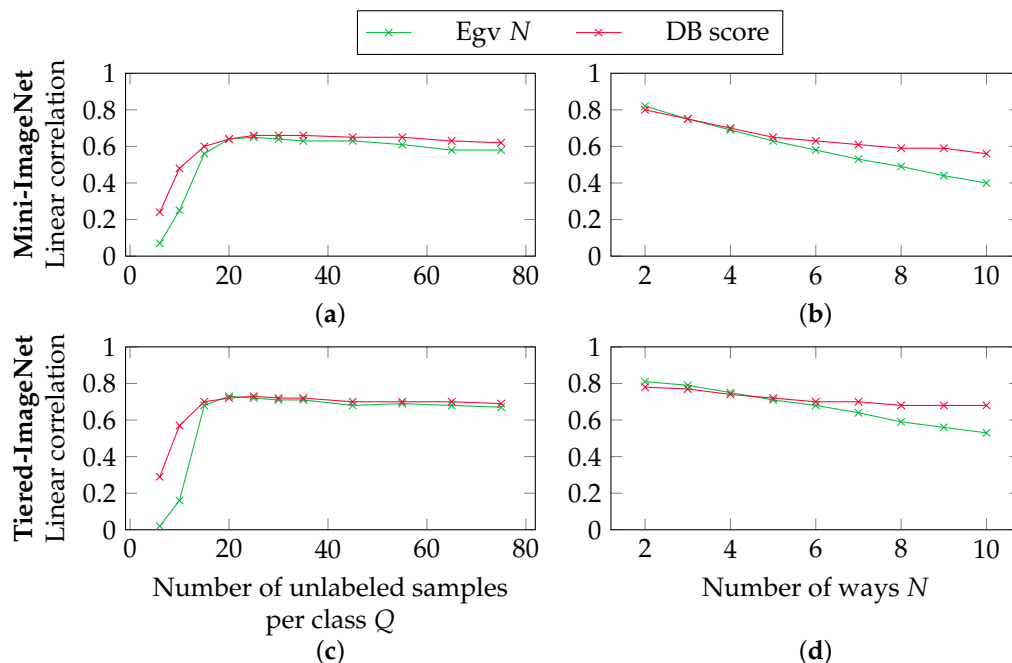 Egv N DB score
Mini-ImageNet
Linear correlation
1
0.8
0.6
0.4
0.2
0
0 20 40 60 80
(a)
1
0.8
0.6
0.4
0.2
0
2 4 6 8 10
(b)
Tiered-ImageNet
Linear correlation
1
0.8
0.6
0.4
0.2
0
0 20 40 60 80
Number of unlabeled samples
per class Q
(c)
1
0.8
0.6
0.4
0.2
0
2 4 6 8 10
Number of ways N
(d)